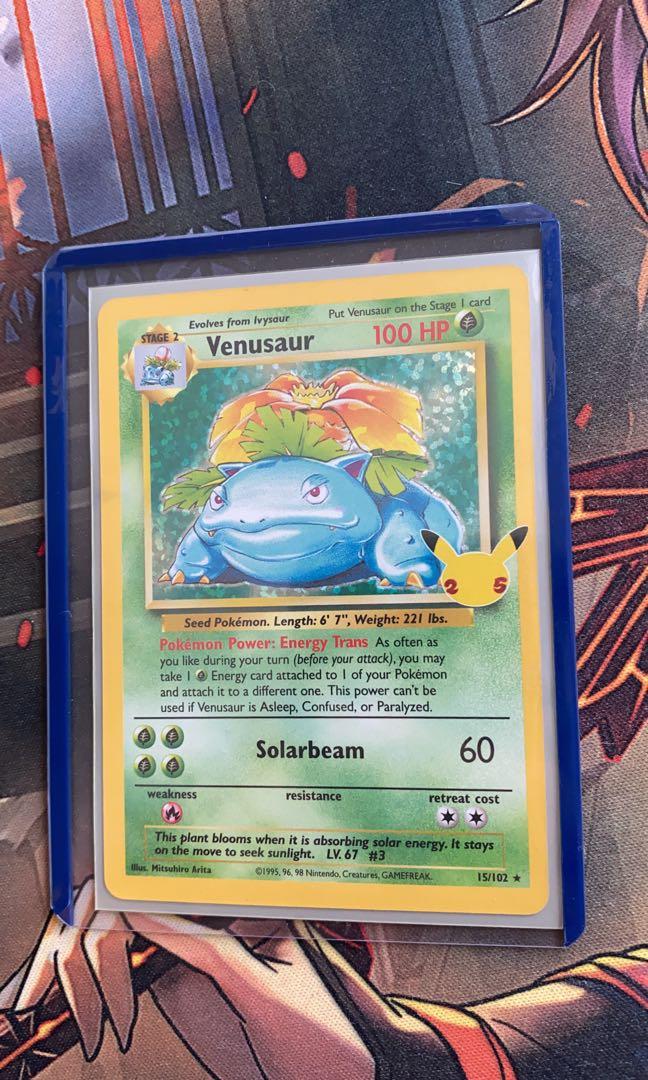 Evolves from Ivysaur
Put Venusaur on the Stage 1 card
STAGE 2
Venusaur
100 HP
25
Seed Pokémon. Length: 6' 7", Weight: 221 lbs.
Pokémon Power: Energy Trans As often as
you like during your turn (before your attack), you may
take 1 Energy card attached to 1 of your Pokémon
and attach it to a different one. This power can't be
used if Venusaur is Asleep, Confused, or Paralyzed.
Solarbeam
60
weakness
resistance
retreat cost
This plant blooms when it is absorbing solar energy. It stays
on the move to seek sunlight. LV. 67 #3
Illus. Mitsuhiro Arita
©1995, 96, 98 Nintendo, Creatures, GAMEFREAK.
15/102 ★